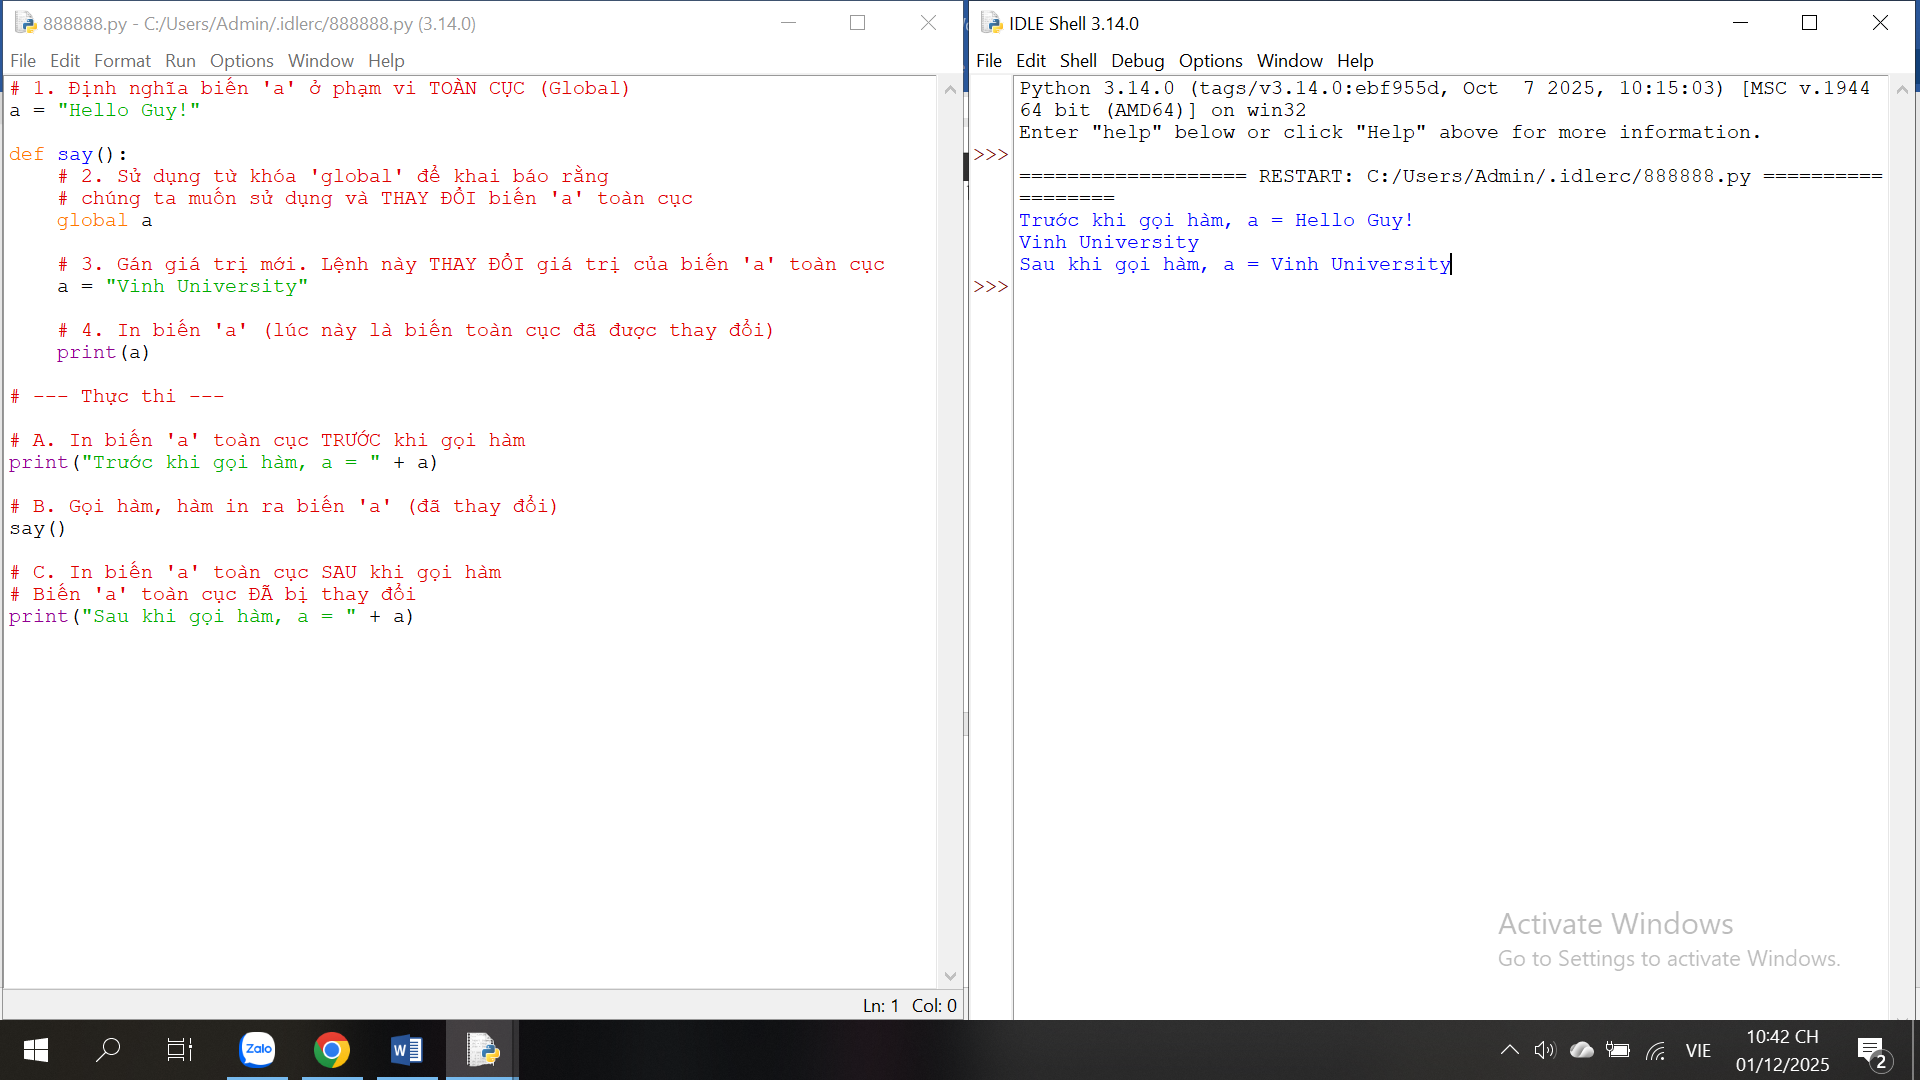 888888.py - C:/Users/Admin/.idlerc/888888.py (3.14.0)
File Edit Format Run Options Window Help
# 1. Định nghĩa biến 'a' ở phạm vi TOÀN CỤC (Global)
a = "Hello Guy!"
def say():
# 2. Sử dụng từ khóa 'global' để khai báo rằng
# chúng ta muốn sử dụng và THAY ĐỔI biến 'a' toàn cục
global a
# 3. Gán giá trị mới. Lệnh này THAY ĐỔI giá trị của biến 'a' toàn cục
a = "Vinh University"
# 4. In biến 'a' (lúc này là biến toàn cục đã được thay đổi)
print(a)
# --- Thực thi ---
# A. In biến 'a' toàn cục TRƯỚC khi gọi hàm
print("Trước khi gọi hàm, a = " + a)
# B. Gọi hàm, hàm in ra biến 'a' (đã thay đổi)
say()
# C. In biến 'a' toàn cục SAU khi gọi hàm
# Biến 'a' toàn cục ĐÃ bị thay đổi
print("Sau khi gọi hàm, a = " + a)
Ln: 1 Col: 0
IDLE Shell 3.14.0
File Edit Shell Debug Options Window Help
Python 3.14.0 (tags/v3.14.0:ebf955d, Oct  7 2025, 10:15:03) [MSC v.1944
64 bit (AMD64)] on win32
Enter "help" below or click "Help" above for more information.
>>>
=================== RESTART: C:/Users/Admin/.idlerc/888888.py ==========
========
Trước khi gọi hàm, a = Hello Guy!
Vinh University
Sau khi gọi hàm, a = Vinh University
>>>
Activate Windows
Go to Settings to activate Windows.
Zalo
W
VIE
10:42 CH
01/12/2025
2